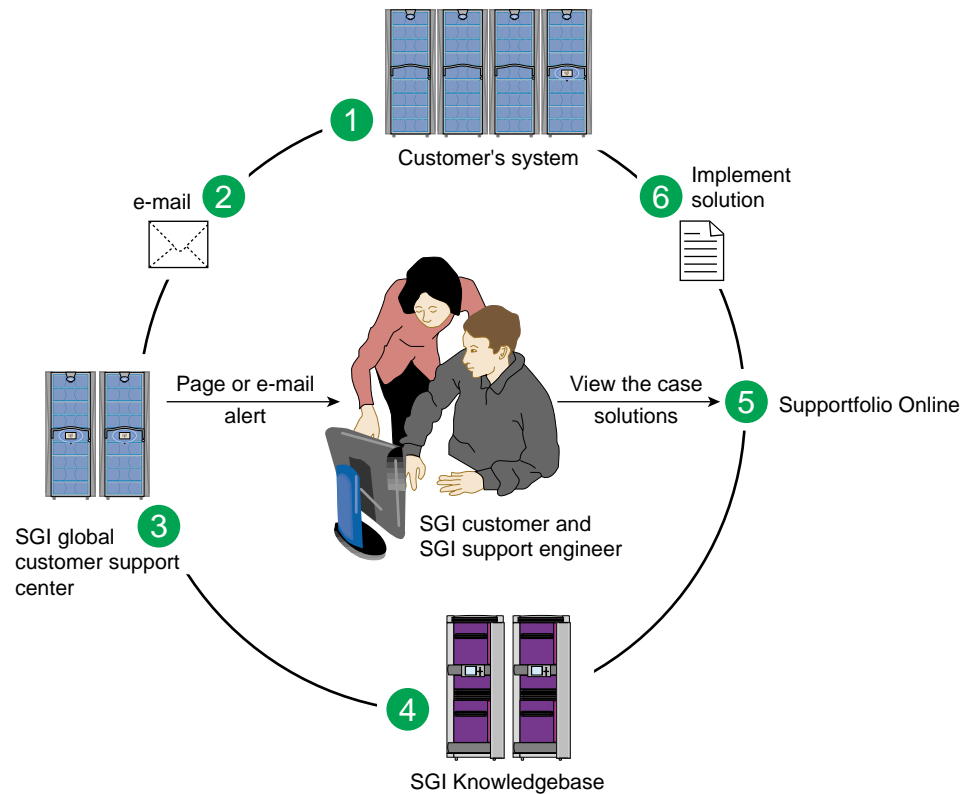 1
Customer's system
2
e-mail
6
Implement
solution
Page or e-mail
alert
View the case
solutions
5
Supportfolio Online
3
SGI global
customer support
center
SGI customer and
SGI support engineer
4
SGI Knowledgebase